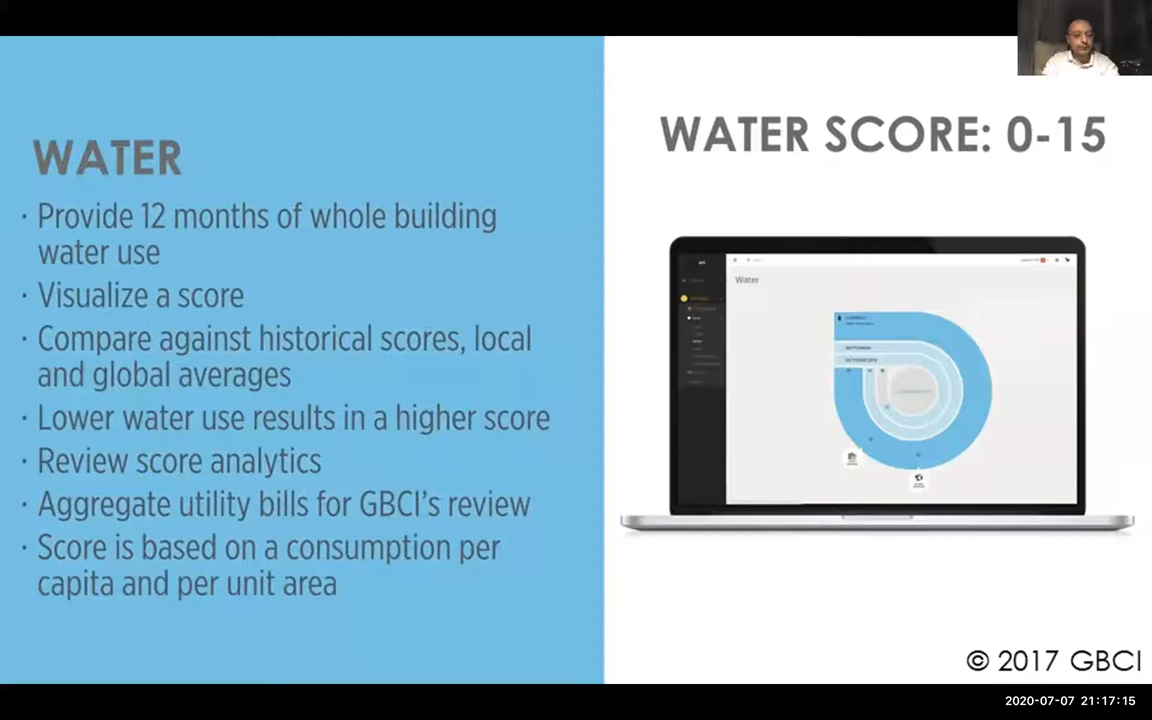 WATER
· Provide 12 months of whole building
water use
· Visualize a score
· Compare against historical scores, local
and global averages
· Lower water use results in a higher score
· Review score analytics
· Aggregate utility bills for GBCI's review
· Score is based on a consumption per
capita and per unit area
WATER SCORE: 0-15
Water
© 2017 GBCI
2020-07-07 21:17:15